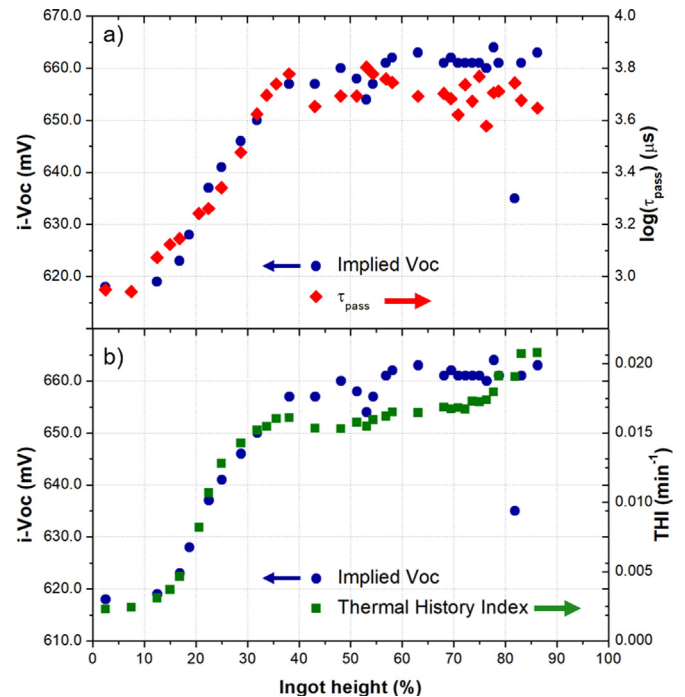 a)
670.0
660.0
650.0
640.0
630.0
620.0
i-Voc (mV)
4.0
3.8
3.6
3.4
3.2
3.0
log(τpass) (μs)
Implied Voc
τpass
b)
660.0
650.0
640.0
630.0
620.0
610.0
i-Voc (mV)
0.020
0.015
0.010
0.005
0.000
THI (min-1)
Implied Voc
Thermal History Index
0 10 20 30 40 50 60 70 80 90 100
Ingot height (%)